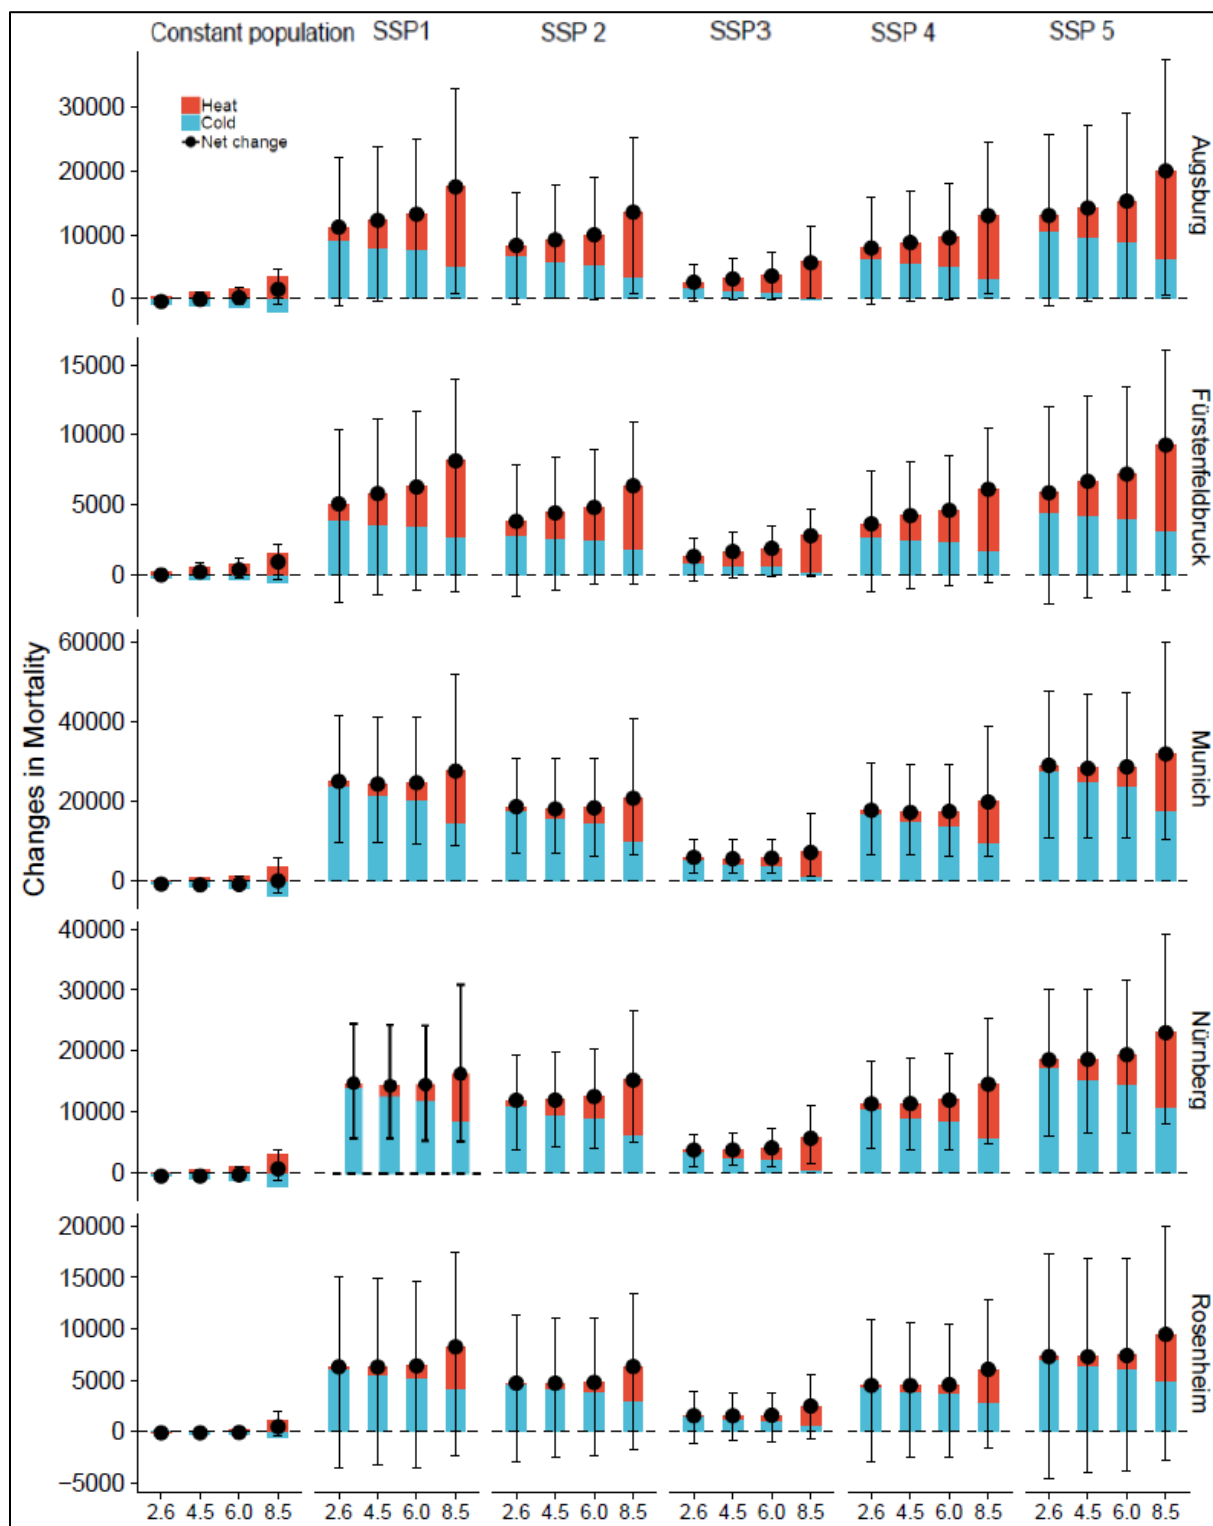 Constant population SSP1 SSP 2 SSP3 SSP 4 SSP 5
Heat
Cold
Net change
30000
20000
10000
0
Augsburg
15000
10000
5000
0
Fürstenfeldbruck
Changes in Mortality
60000
40000
20000
0
Munich
40000
30000
20000
10000
0
Nürnberg
20000
15000
10000
5000
0
−5000
Rosenheim
2.6 4.5 6.0 8.5 2.6 4.5 6.0 8.5 2.6 4.5 6.0 8.5 2.6 4.5 6.0 8.5 2.6 4.5 6.0 8.5 2.6 4.5 6.0 8.5